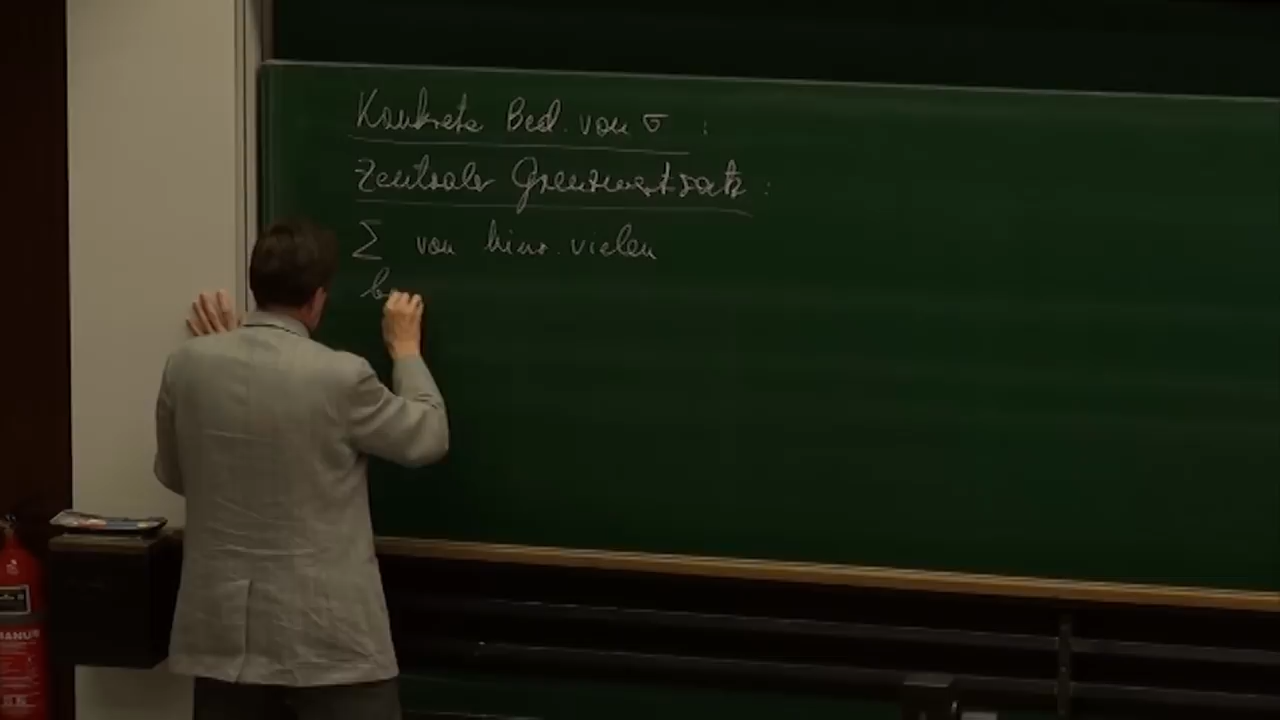 Konkrete Bed. von σ :
Zentraler Grenzwertsatz :
Σ von hinr. vielen